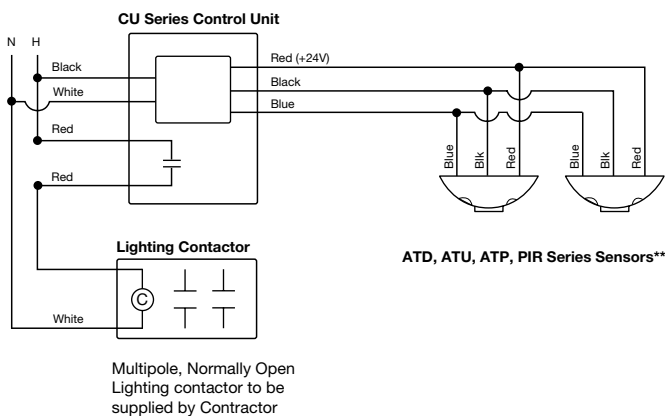 CU Series Control Unit
N H
Black
White
Red
Red
Red (+24V)
Black
Blue
Blue
Blk
Red
Blue
Blk
Red
ATD, ATU, ATP, PIR Series Sensors**
Lighting Contactor
C
White
Multipole, Normally Open
Lighting contactor to be
supplied by Contractor